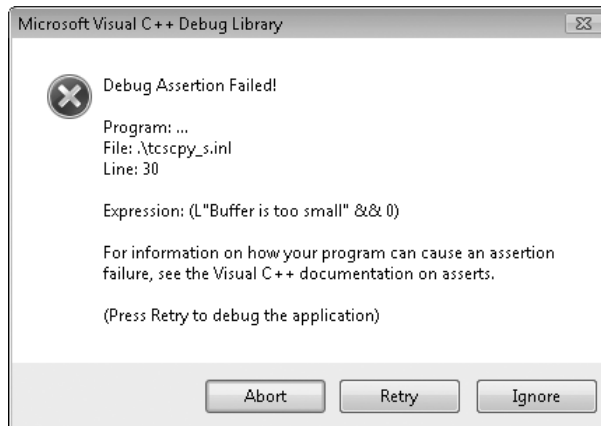 Microsoft Visual C++ Debug Library
Debug Assertion Failed!
Program: ...
File: .\tcscpy_s.inl
Line: 30
Expression: (L"Buffer is too small" && 0)
For information on how your program can cause an assertion
failure, see the Visual C++ documentation on asserts.
(Press Retry to debug the application)
Abort Retry Ignore